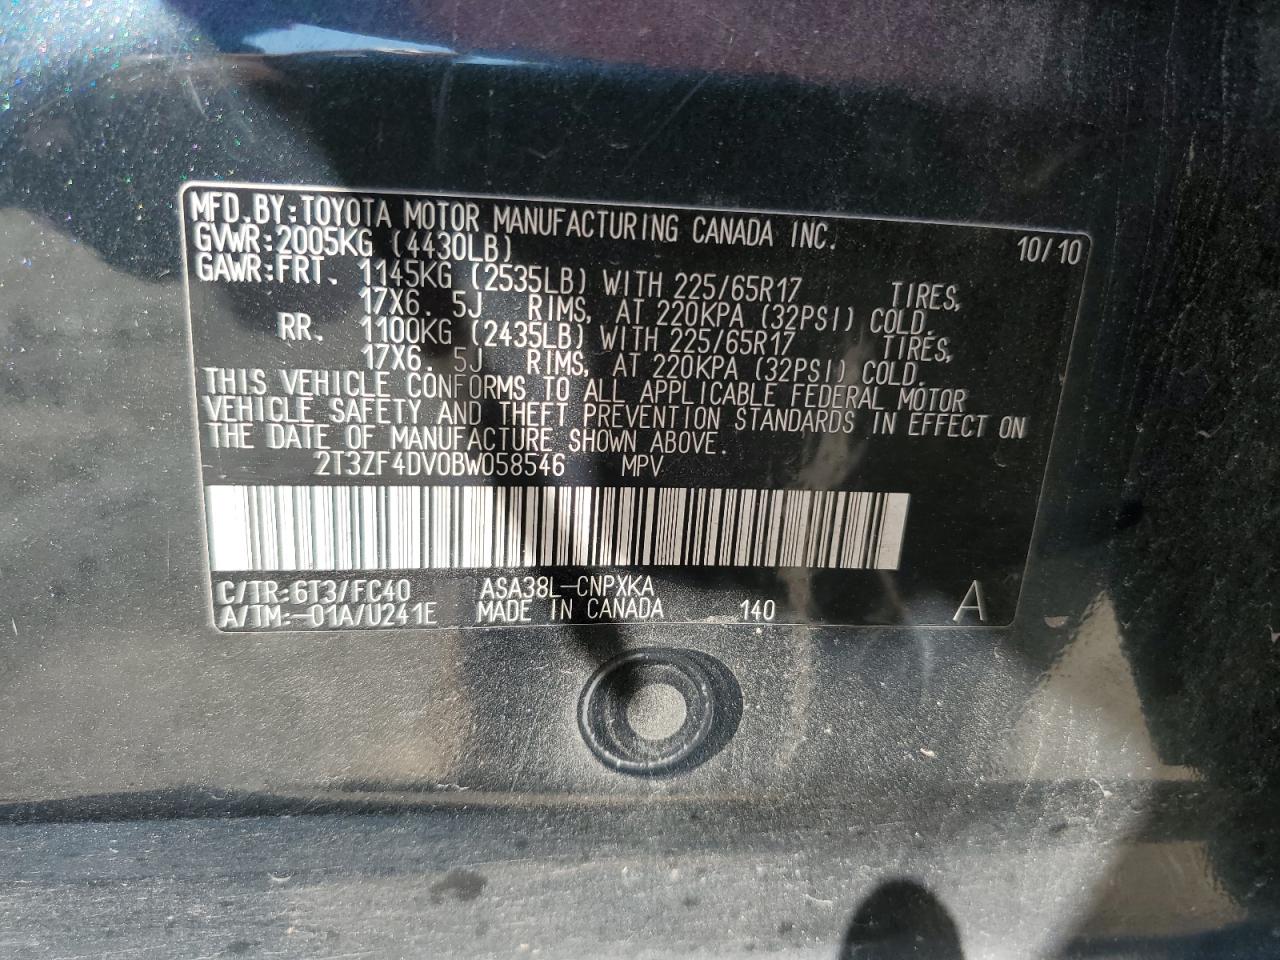 MFD.BY:TOYOTA MOTOR MANUFACTURING CANADA INC.
GVWR:2005KG (4430LB) 10/10
GAWR:FRT. 1145KG (2535LB) WITH 225/65R17 TIRES,
17X6.5J RIMS, AT 220KPA (32PSI) COLD.
RR. 1100KG (2435LB) WITH 225/65R17 TIRES,
17X6.5J RIMS, AT 220KPA (32PSI) COLD.
THIS VEHICLE CONFORMS TO ALL APPLICABLE FEDERAL MOTOR
VEHICLE SAFETY AND THEFT PREVENTION STANDARDS IN EFFECT ON
THE DATE OF MANUFACTURE SHOWN ABOVE.
2T3ZF4DV0BW058546 MPV
C/TR:6T3/FC40 ASA38L-CNPXKA
A/TM:-01A/U241E MADE IN CANADA 140 A